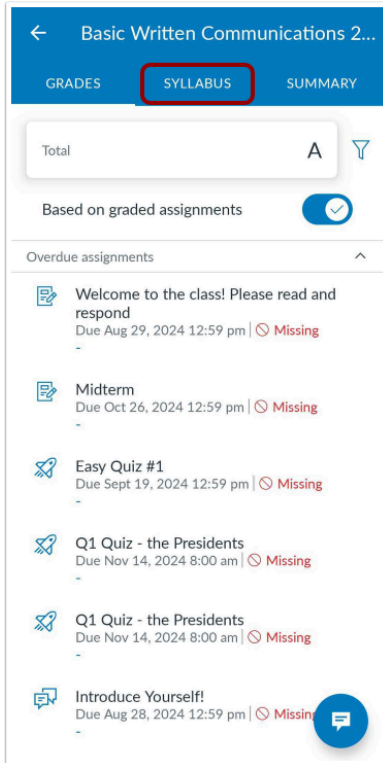 Basic Written Communications 2...
GRADES SYLLABUS SUMMARY
Total A
Based on graded assignments
Overdue assignments
Welcome to the class! Please read and
respond
Due Aug 29, 2024 12:59 pm | Missing
-
Midterm
Due Oct 26, 2024 12:59 pm | Missing
-
Easy Quiz #1
Due Sept 19, 2024 12:59 pm | Missing
-
Q1 Quiz - the Presidents
Due Nov 14, 2024 8:00 am | Missing
-
Q1 Quiz - the Presidents
Due Nov 14, 2024 8:00 am | Missing
-
Introduce Yourself!
Due Aug 28, 2024 12:59 pm | Missing
-